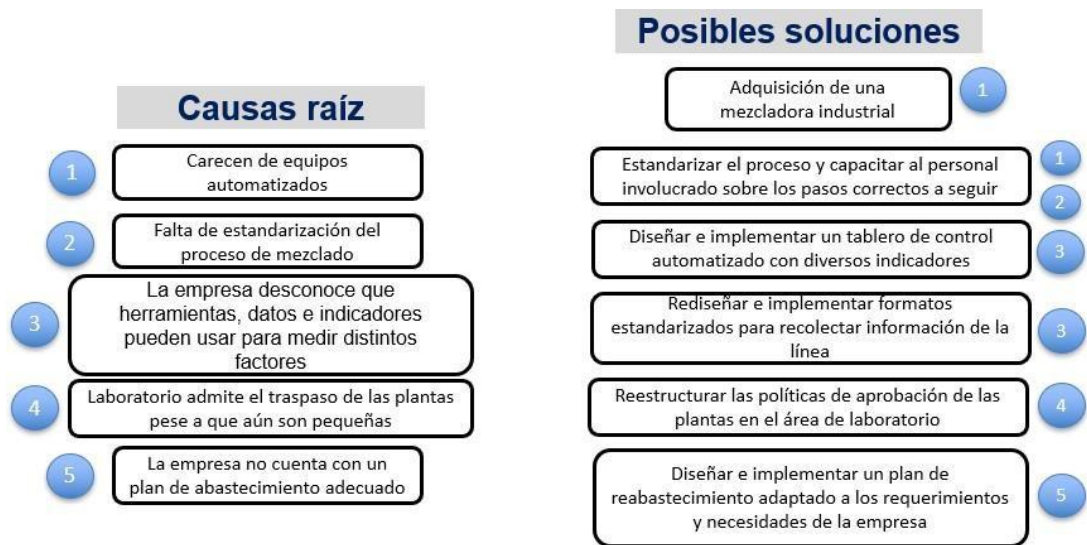 Causas raíz
1
Carecen de equipos
automatizados
2
Falta de estandarización del
proceso de mezclado
3
La empresa desconoce que
herramientas, datos e indicadores
pueden usar para medir distintos
factores
4
Laboratorio admite el traspaso de las plantas
pese a que aún son pequeñas
5
La empresa no cuenta con un
plan de abastecimiento adecuado
Posibles soluciones
Adquisición de una
mezcladora industrial
1
Estandarizar el proceso y capacitar al personal
involucrado sobre los pasos correctos a seguir
1
2
Diseñar e implementar un tablero de control
automatizado con diversos indicadores
3
Rediseñar e implementar formatos
estandarizados para recolectar información de la
línea
3
Reestructurar las políticas de aprobación de las
plantas en el área de laboratorio
4
Diseñar e implementar un plan de
reabastecimiento adaptado a los requerimientos
y necesidades de la empresa
5